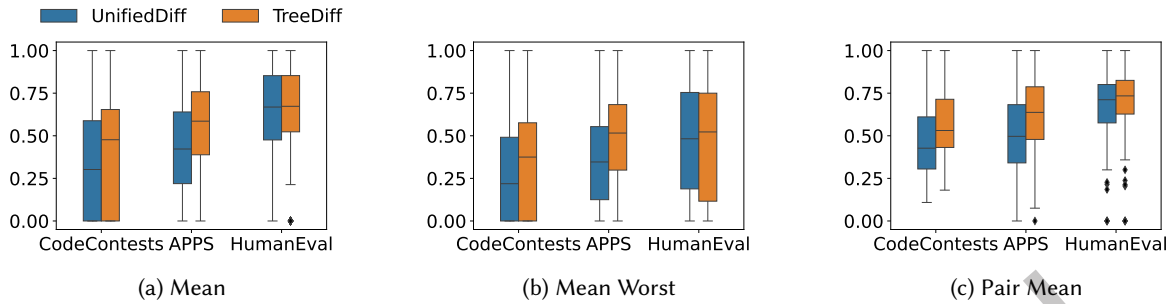 UnifiedDiff TreeDiff
1.00
0.75
0.50
0.25
0.00
CodeContests APPS HumanEval
(a) Mean
1.00
0.75
0.50
0.25
0.00
CodeContests APPS HumanEval
(b) Mean Worst
1.00
0.75
0.50
0.25
0.00
CodeContests APPS HumanEval
(c) Pair Mean